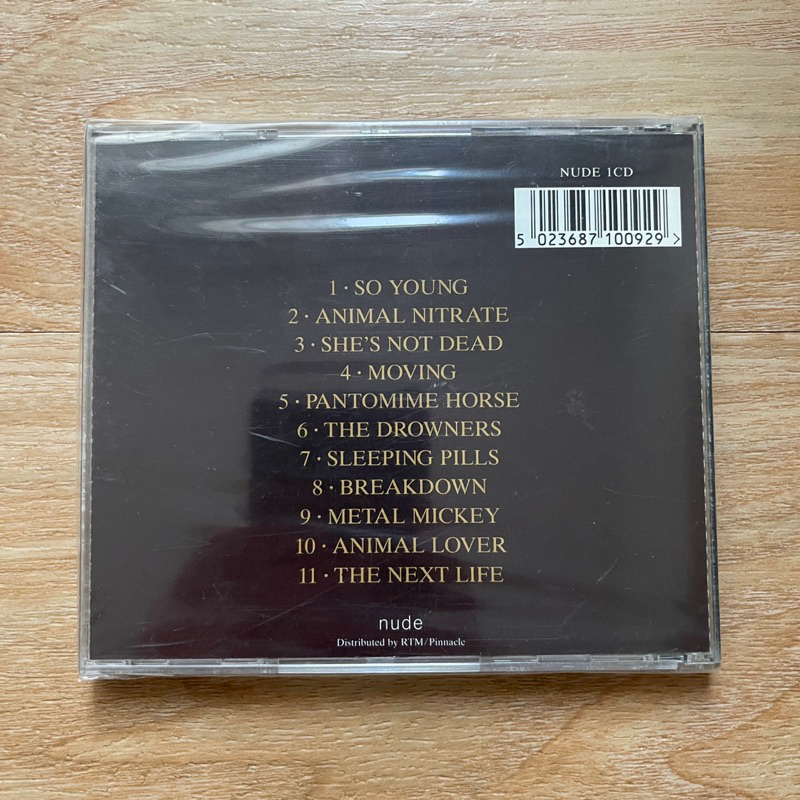 NUDE 1CD
5 023687 100929 >
1 · SO YOUNG
2 · ANIMAL NITRATE
3 · SHE'S NOT DEAD
4 · MOVING
5 · PANTOMIME HORSE
6 · THE DROWNERS
7 · SLEEPING PILLS
8 · BREAKDOWN
9 · METAL MICKEY
10 · ANIMAL LOVER
11 · THE NEXT LIFE
nude
Distributed by RTM/Pinnacle